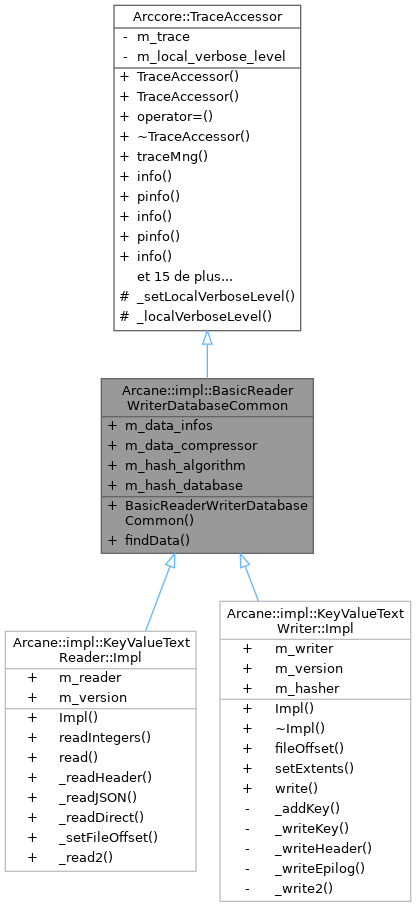 Arccore::TraceAccessor
- m_trace
- m_local_verbose_level
+ TraceAccessor()
+ TraceAccessor()
+ operator=()
+ ~TraceAccessor()
+ traceMng()
+ info()
+ pinfo()
+ info()
+ pinfo()
+ info()
et 15 de plus...
# _setLocalVerboseLevel()
# _localVerboseLevel()
Arcane::impl::BasicReader
WriterDatabaseCommon
+ m_data_infos
+ m_data_compressor
+ m_hash_algorithm
+ m_hash_database
+ BasicReaderWriterDatabase
Common()
+ findData()
Arcane::impl::KeyValueText
Reader::Impl
+ m_reader
+ m_version
+ Impl()
+ readIntegers()
+ read()
+ _readHeader()
+ _readJSON()
+ _readDirect()
+ _setFileOffset()
+ _read2()
Arcane::impl::KeyValueText
Writer::Impl
+ m_writer
+ m_version
+ m_hasher
+ Impl()
+ ~Impl()
+ fileOffset()
+ setExtents()
+ write()
- _addKey()
- _writeKey()
- _writeHeader()
- _writeEpilog()
- _write2()